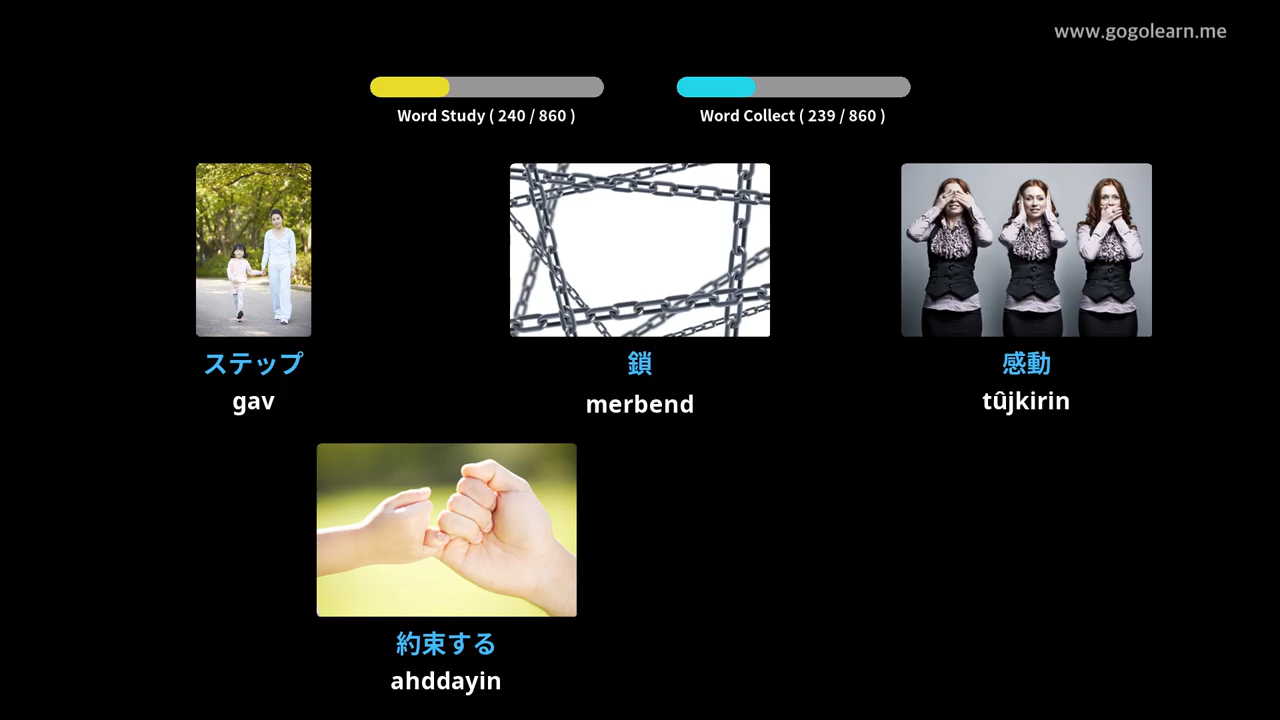 www.gogolearn.me
Word Study ( 240 / 860 )
Word Collect ( 239 / 860 )
ステップ
gav
鎖
merbend
感動
tûjkirin
約束する
ahddayin